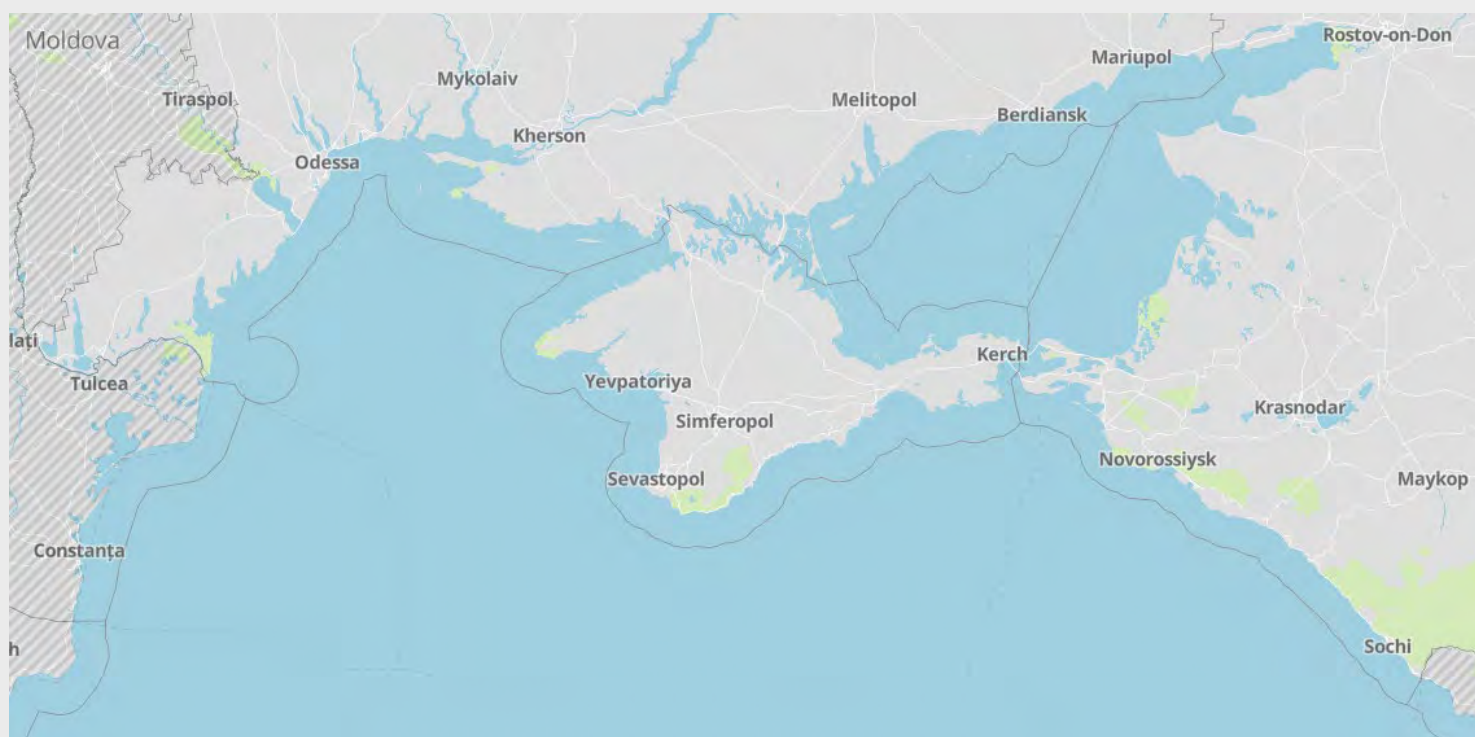 Moldova
Rostov-on-Don
Mariupol
Mykolaiv
Tiraspol
Melitopol
Berdiansk
Kherson
Odessa
lați
Kerch
Tulcea
Yevpatoriya
Krasnodar
Simferopol
Novorossiysk
Sevastopol
Maykop
Constanța
h
Sochi